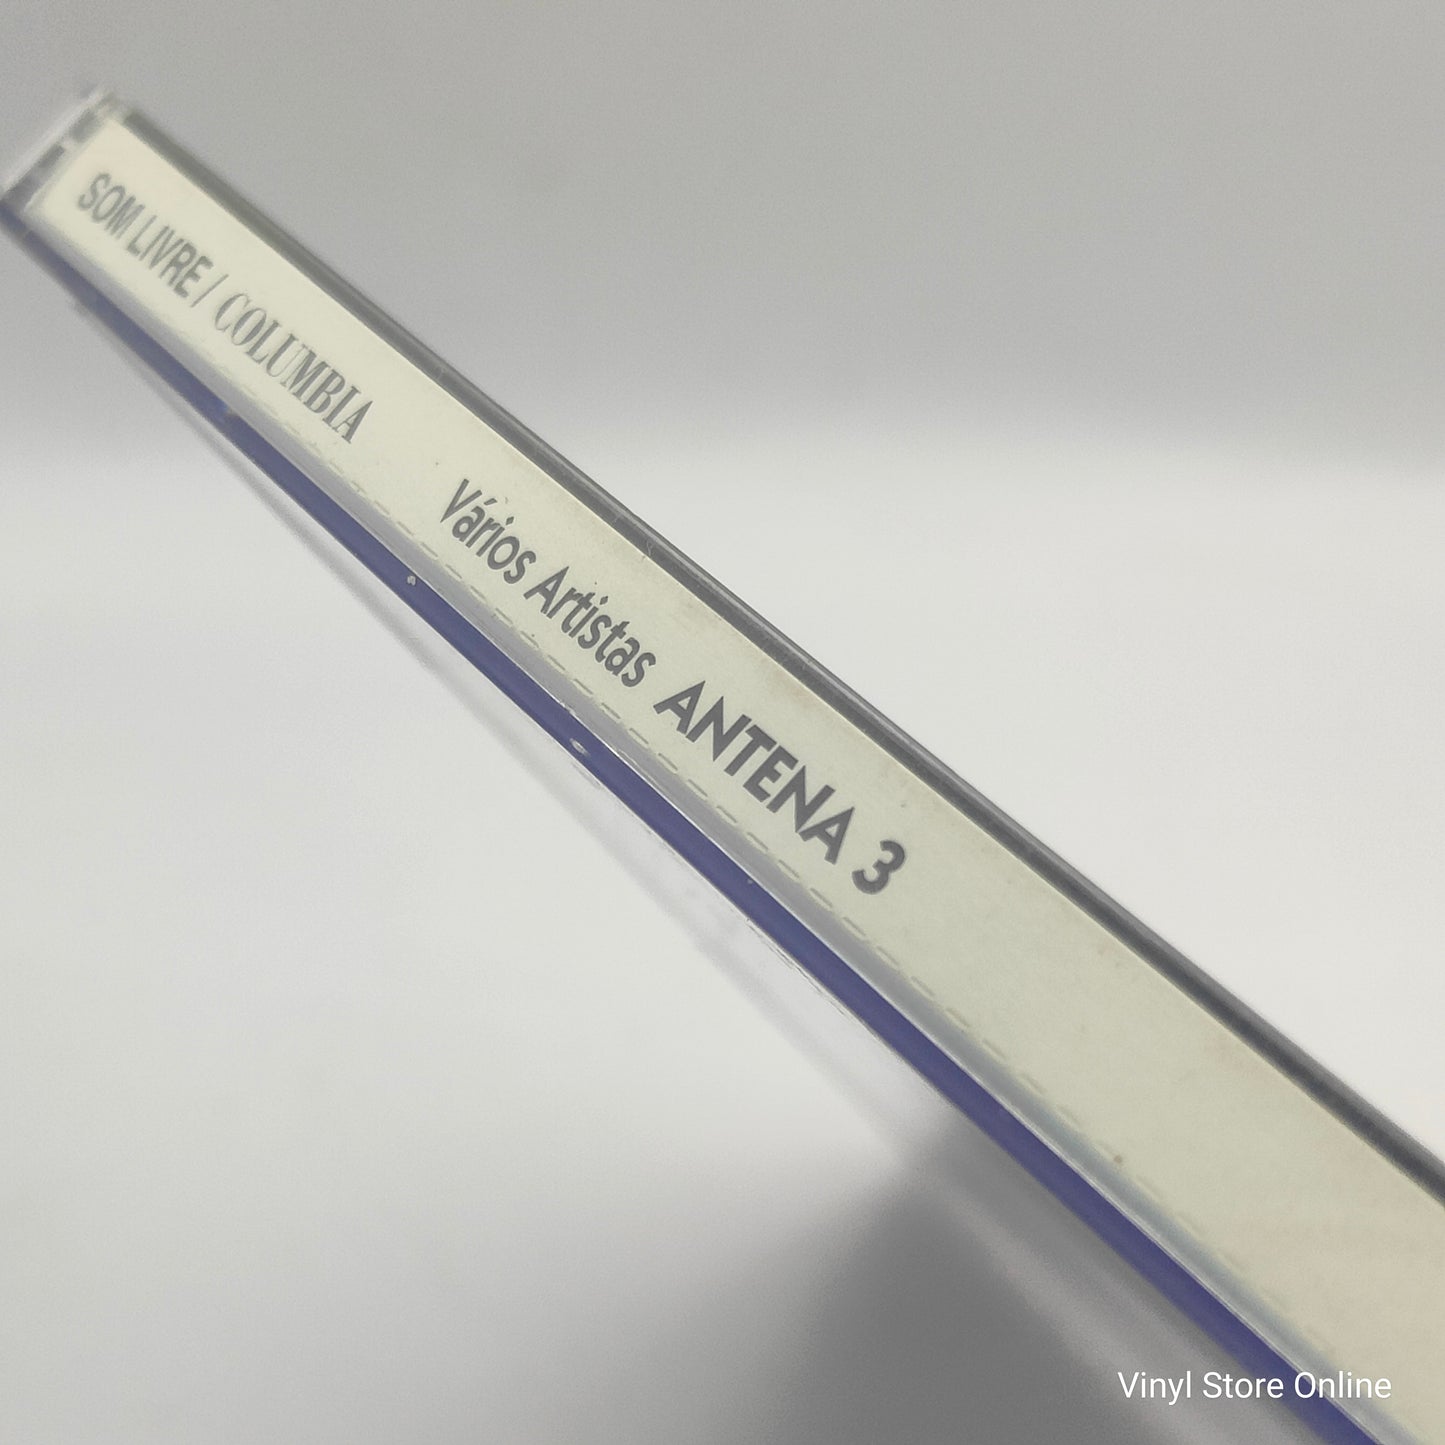 SOM LIVRE / COLUMBIA
Vários Artistas ANTENA 3
Vinyl Store Online